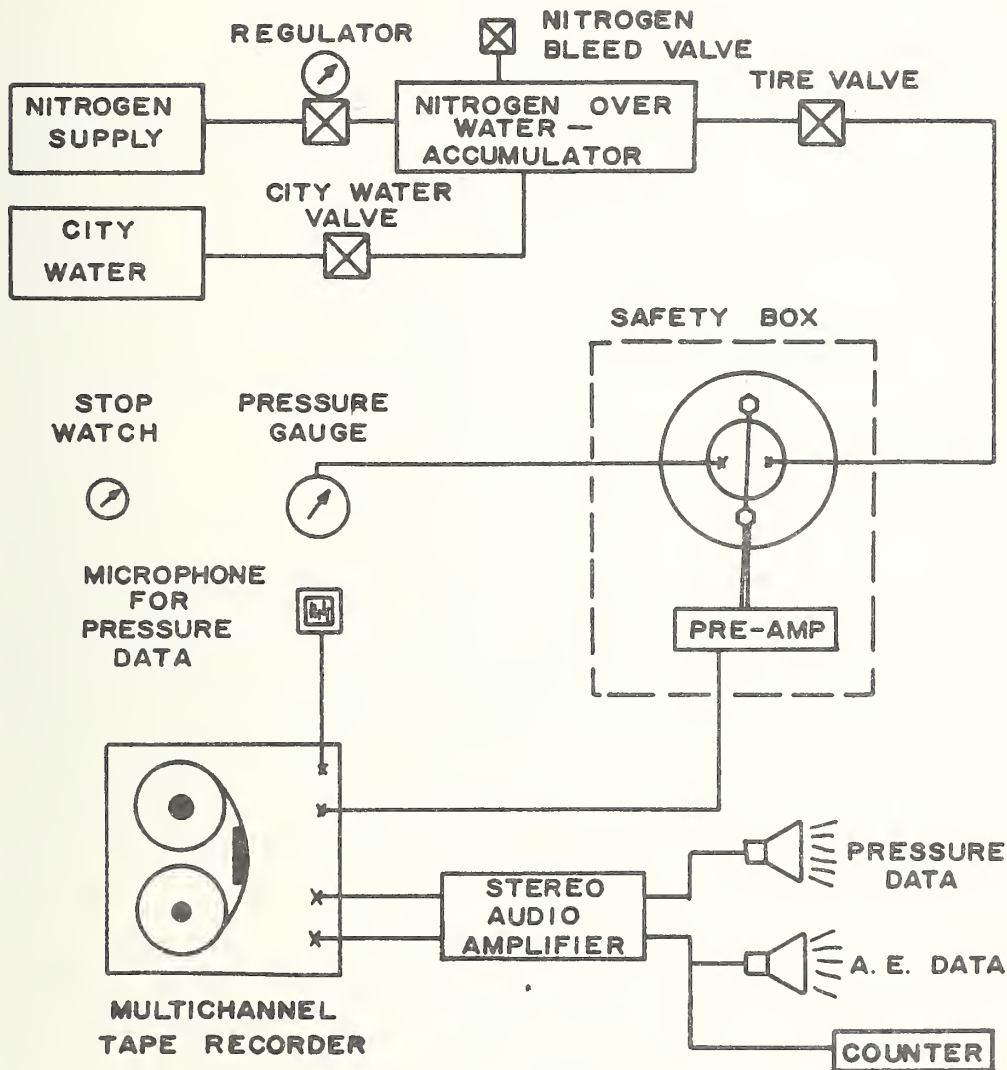 REGULATOR
NITROGEN
BLEED VALVE
TIRE VALVE
NITROGEN
SUPPLY
NITROGEN OVER
WATER —
ACCUMULATOR
CITY WATER
VALVE
CITY
WATER
SAFETY BOX
STOP
WATCH
PRESSURE
GAUGE
MICROPHONE
FOR
PRESSURE
DATA
PRE-AMP
STEREO
AUDIO
AMPLIFIER
PRESSURE
DATA
A. E. DATA
MULTICHANNEL
TAPE RECORDER
COUNTER